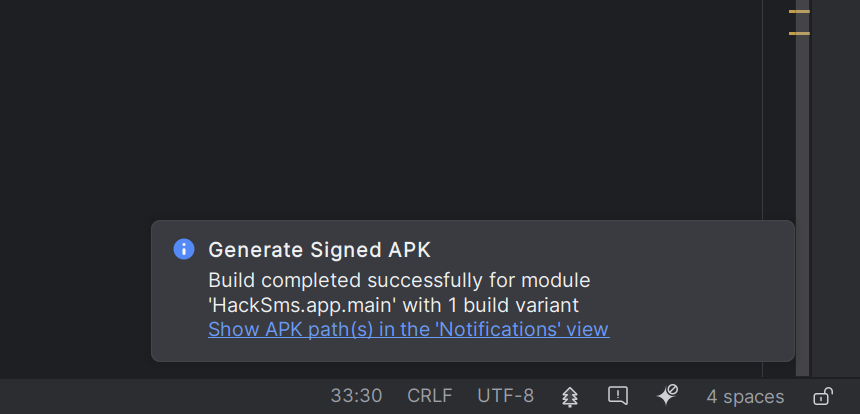 Generate Signed APK
Build completed successfully for module
'HackSms.app.main' with 1 build variant
Show APK path(s) in the 'Notifications' view
33:30 CRLF UTF-8 4 spaces